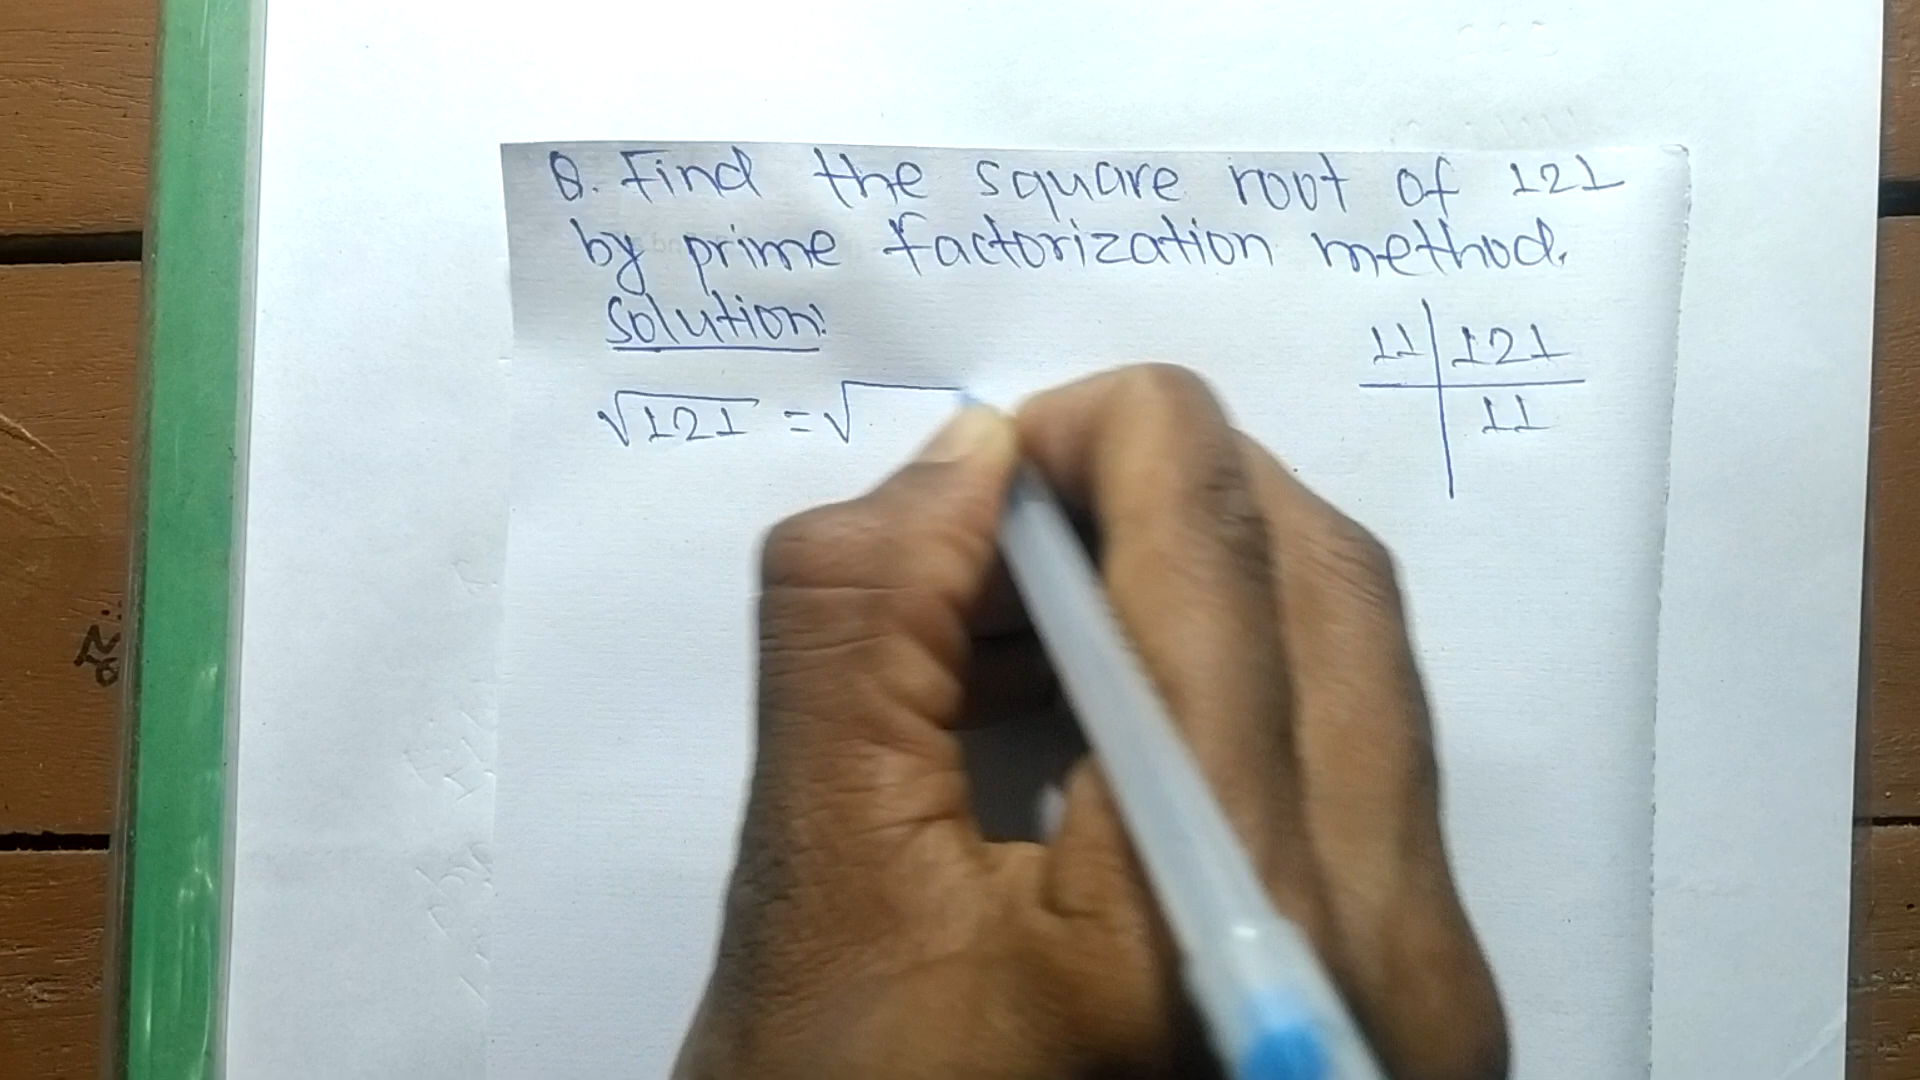 Q. Find the square root of 121
by prime factorization method.
Solution:
11 | 121
√121 = √
11